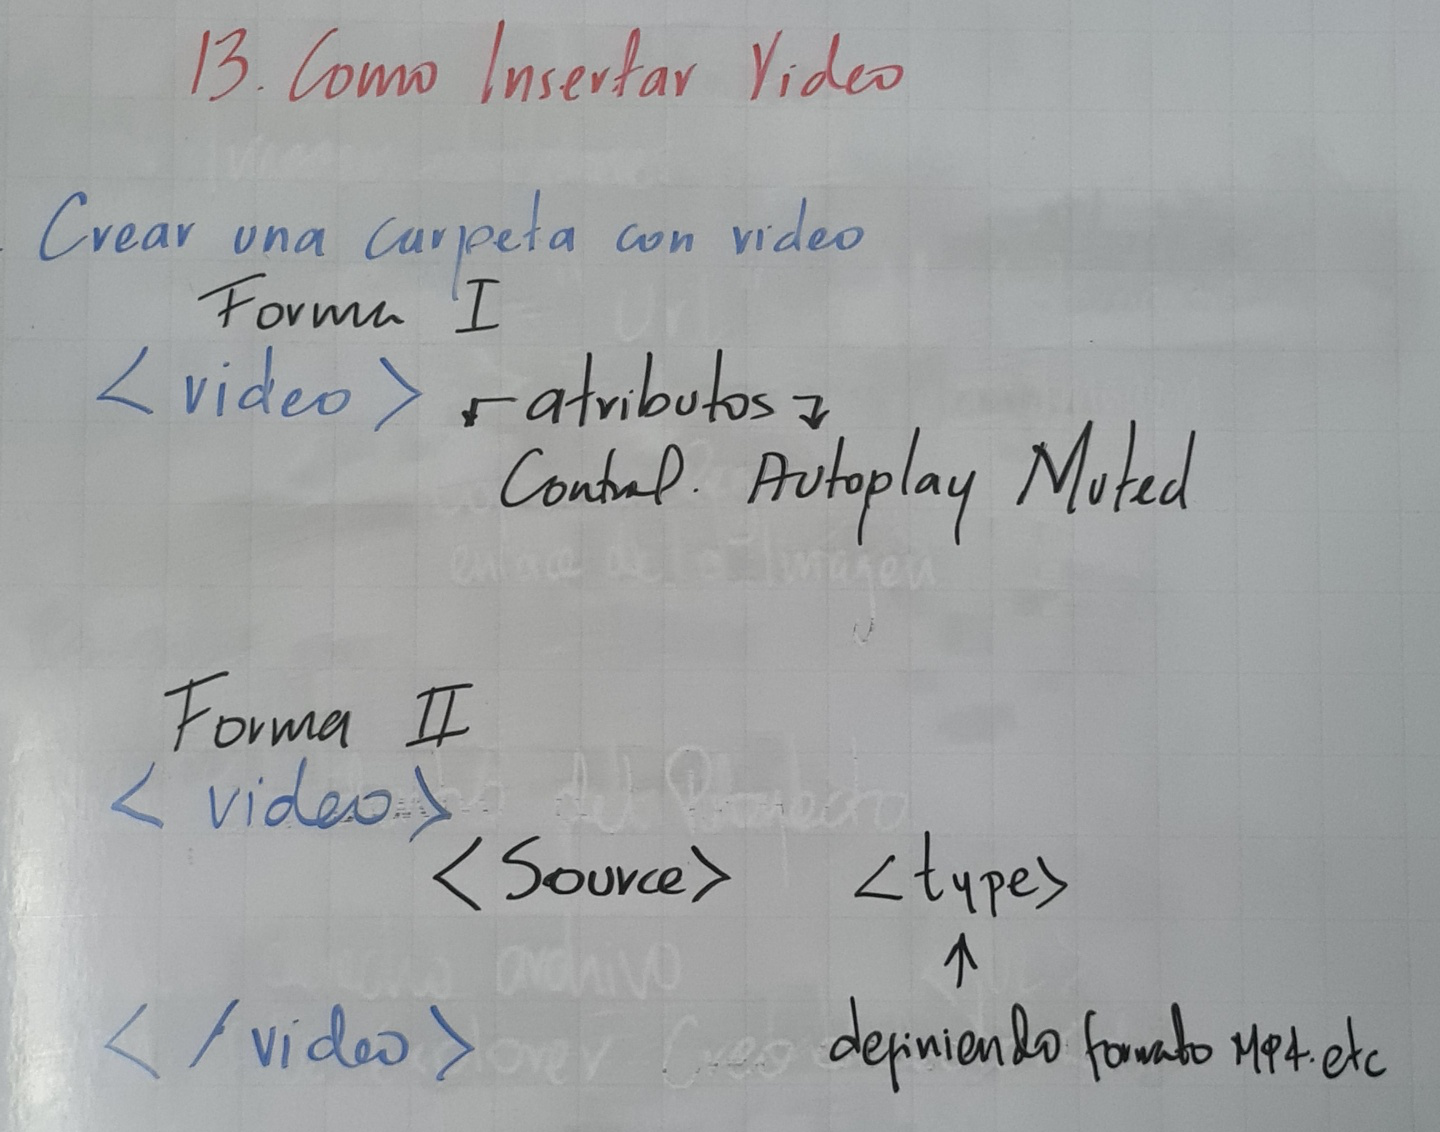 13. Como Insertar Video
Crear una carpeta con video
Forma I
<video> atributos
Control. Autoplay Muted
Forma II
<video>
<Source> <type>
</video> definiendo formato MP4.etc